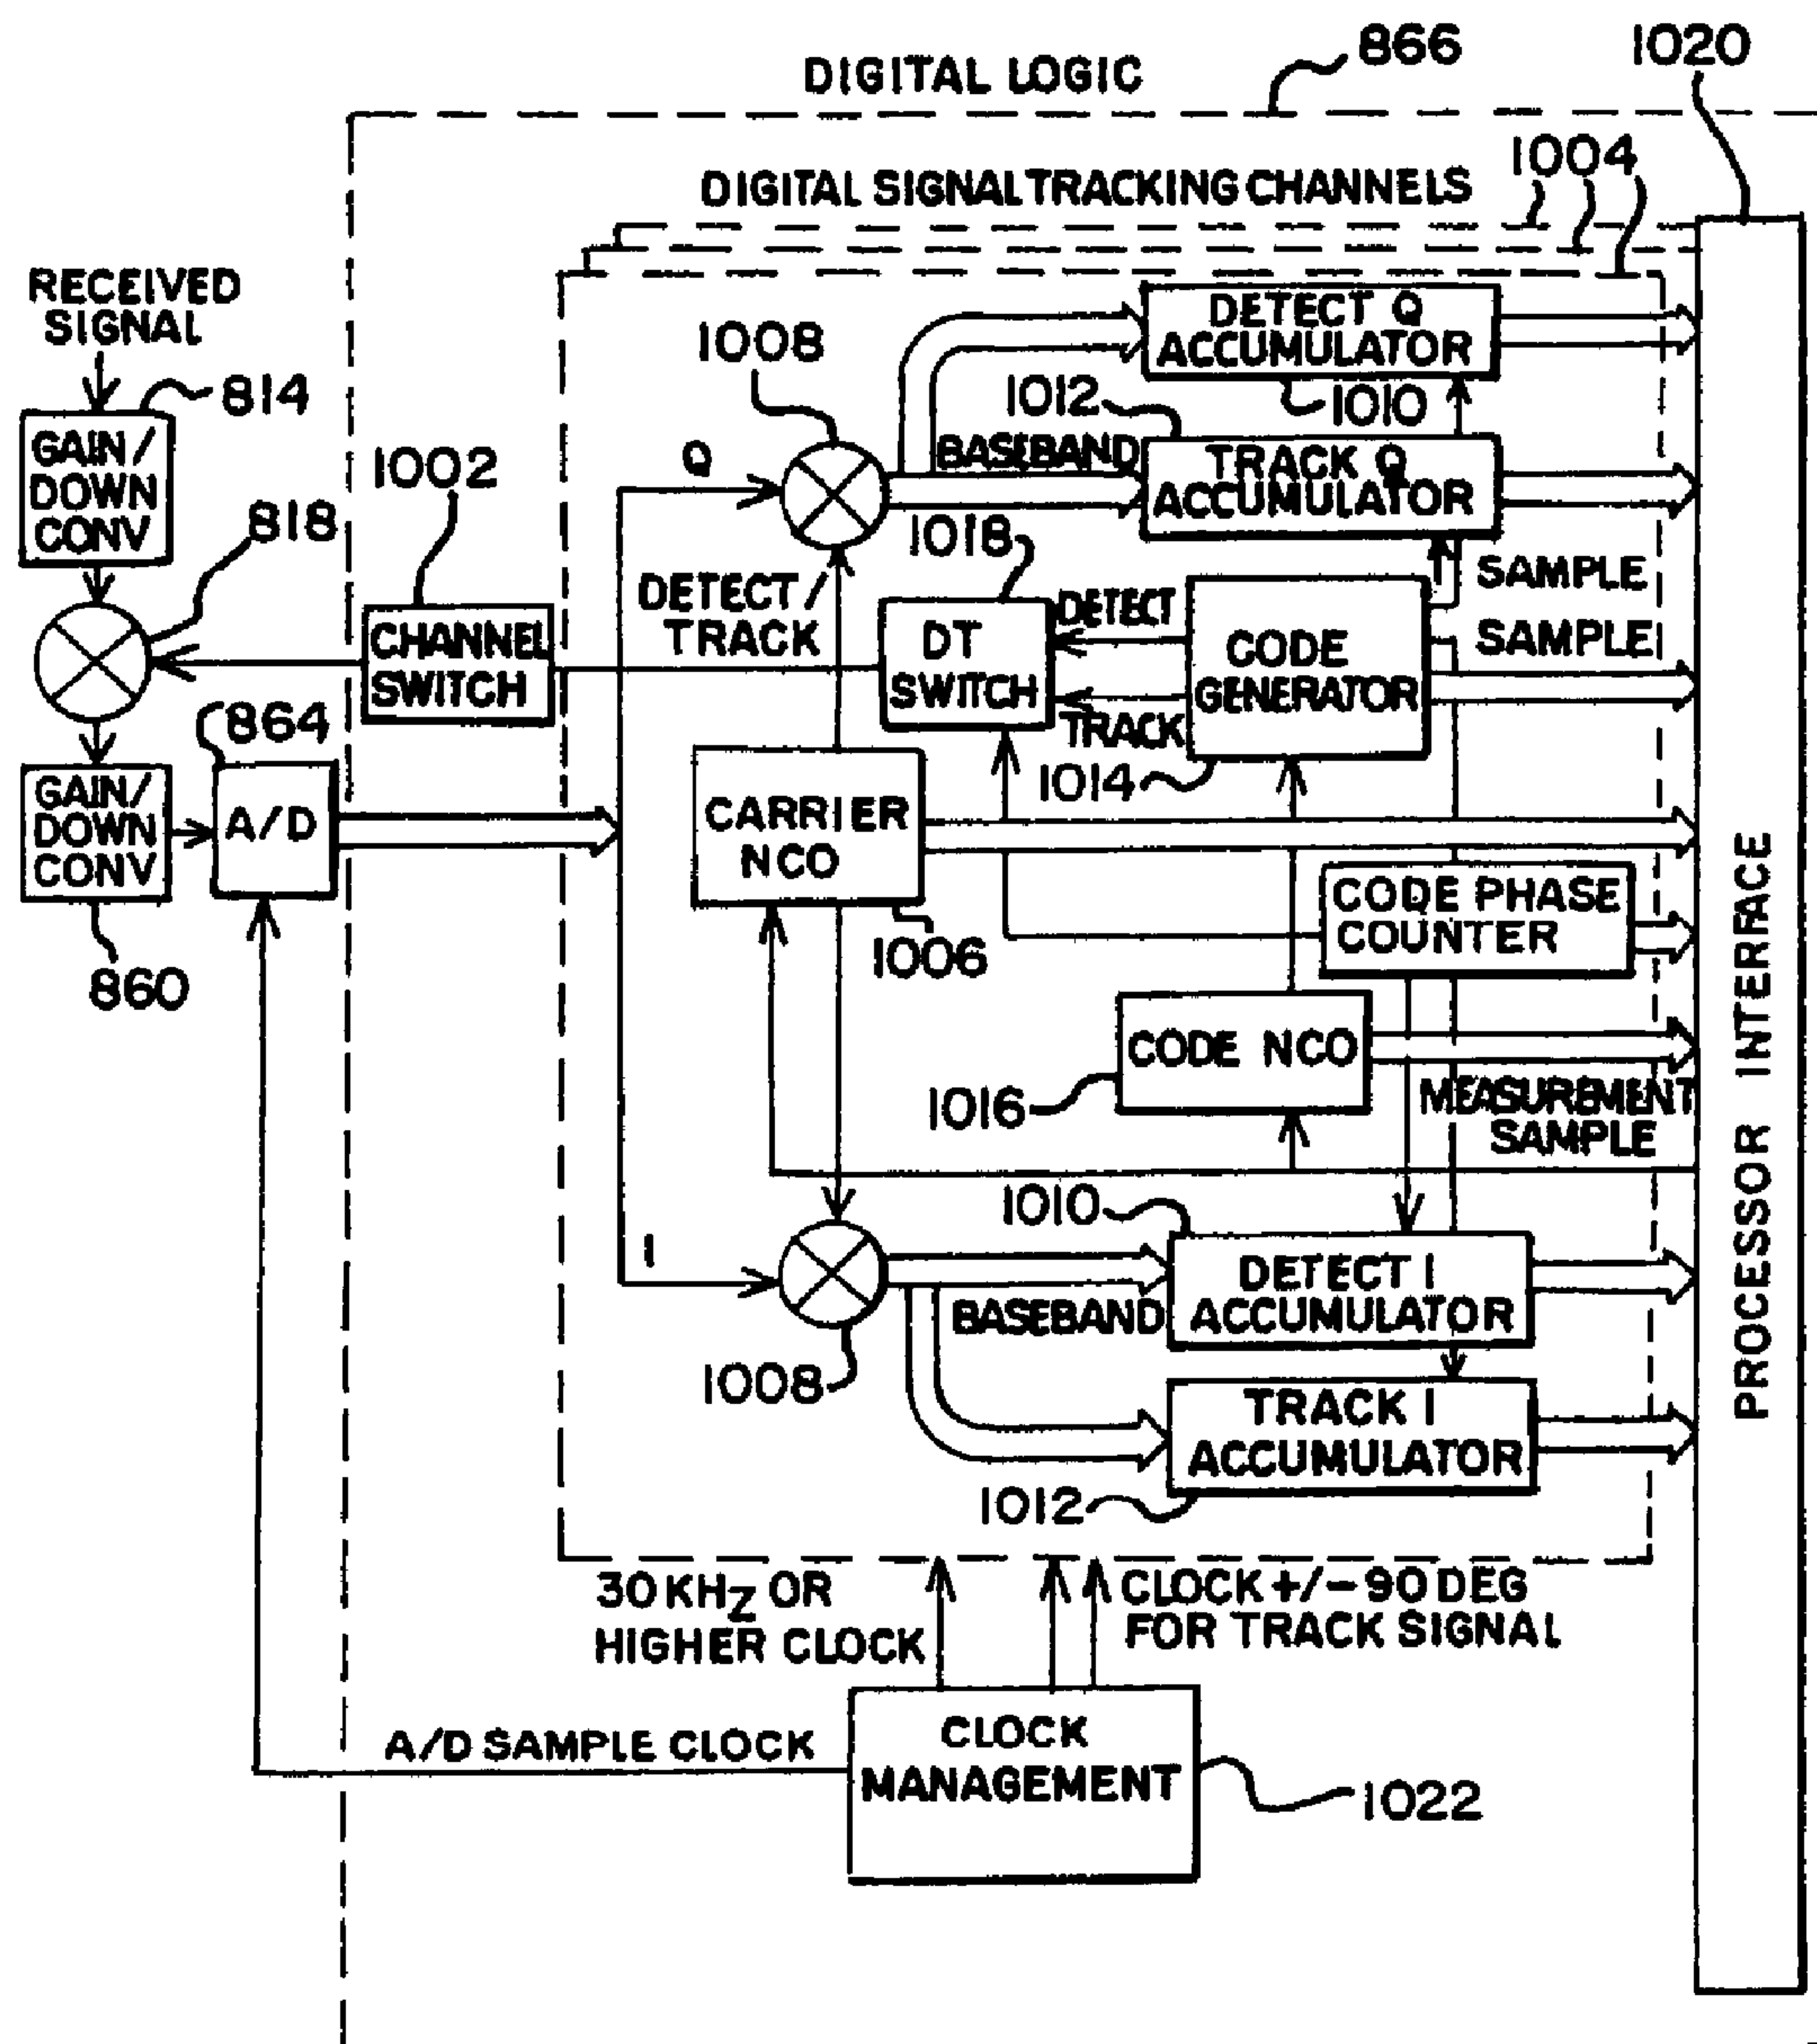 DIGITAL LOGIC
866
1020
1004
DIGITAL SIGNAL TRACKING CHANNELS
RECEIVED
SIGNAL
814
GAIN/
DOWN
CONV
818
1002
CHANNEL
SWITCH
864
A/D
GAIN/
DOWN
CONV
860
1008
Q
DETECT Q
ACCUMULATOR
1010
1012
BASEBAND
TRACK Q
ACCUMULATOR
1018
SAMPLE
DETECT/
TRACK
DT
SWITCH
DETECT
TRACK
CODE
GENERATOR
SAMPLE
1014
CARRIER
NCO
1006
CODE PHASE
COUNTER
CODE NCO
1016
MEASUREMENT
SAMPLE
PROCESSOR INTERFACE
1010
I
DETECT I
ACCUMULATOR
BASEBAND
1008
TRACK I
ACCUMULATOR
1012
30 KHZ OR
HIGHER CLOCK
CLOCK +/- 90 DEG
FOR TRACK SIGNAL
A/D SAMPLE CLOCK
CLOCK
MANAGEMENT
1022